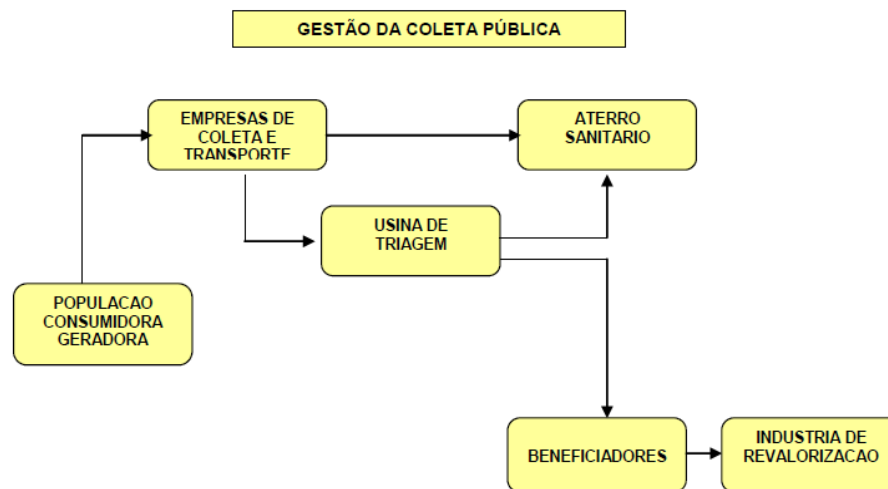 GESTÃO DA COLETA PÚBLICA
EMPRESAS DE
COLETA E
TRANSPORTE
ATERRO
SANITARIO
USINA DE
TRIAGEM
POPULACAO
CONSUMIDORA
GERADORA
BENEFICIADORES
INDUSTRIA DE
REVALORIZACAO